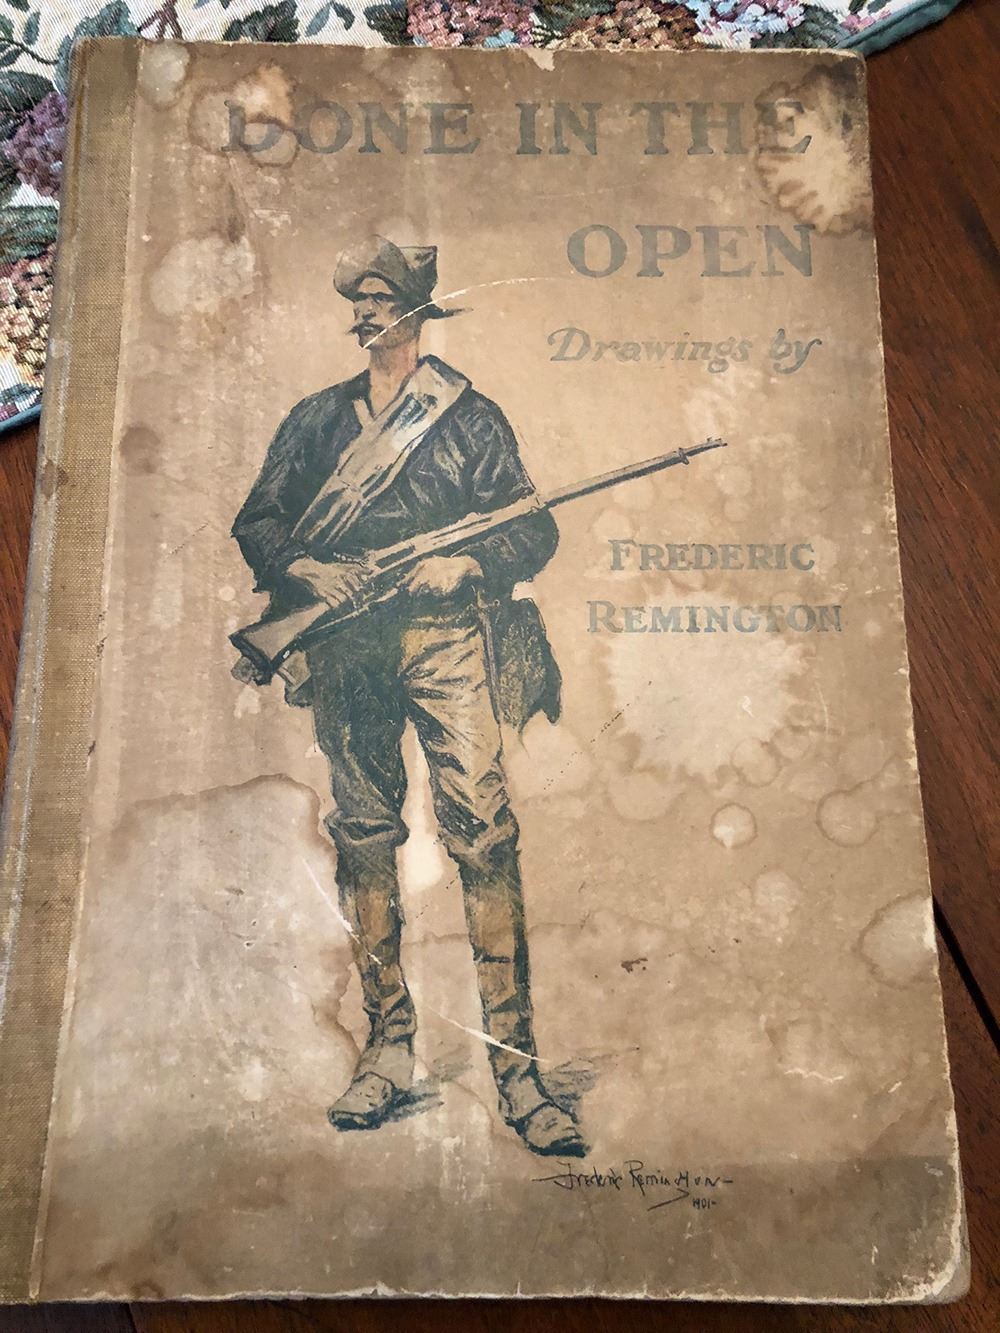 DONE IN THE
OPEN
Drawings by
FREDERIC
REMINGTON
Frederic Remington-
1901-